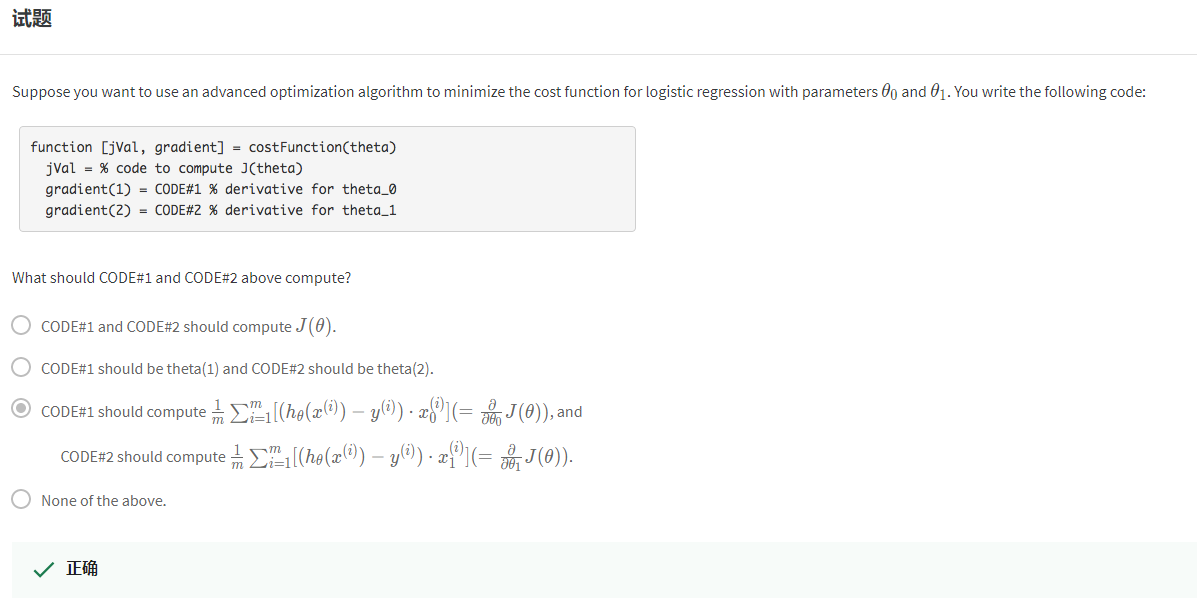 试题
Suppose you want to use an advanced optimization algorithm to minimize the cost function for logistic regression with parameters θ₀ and θ₁. You write the following code:
function [jVal, gradient] = costFunction(theta)
jVal = % code to compute J(theta)
gradient(1) = CODE#1 % derivative for theta_0
gradient(2) = CODE#2 % derivative for theta_1
What should CODE#1 and CODE#2 above compute?
CODE#1 and CODE#2 should compute J(θ).
CODE#1 should be theta(1) and CODE#2 should be theta(2).
CODE#1 should compute $\frac{1}{m}\sum_{i=1}^{m}[(h_\theta(x^{(i)}) - y^{(i)}) \cdot x_0^{(i)}](= \frac{\partial}{\partial\theta_0}J(\theta))$, and
CODE#2 should compute $\frac{1}{m}\sum_{i=1}^{m}[(h_\theta(x^{(i)}) - y^{(i)}) \cdot x_1^{(i)}](= \frac{\partial}{\partial\theta_1}J(\theta))$.
None of the above.
正确